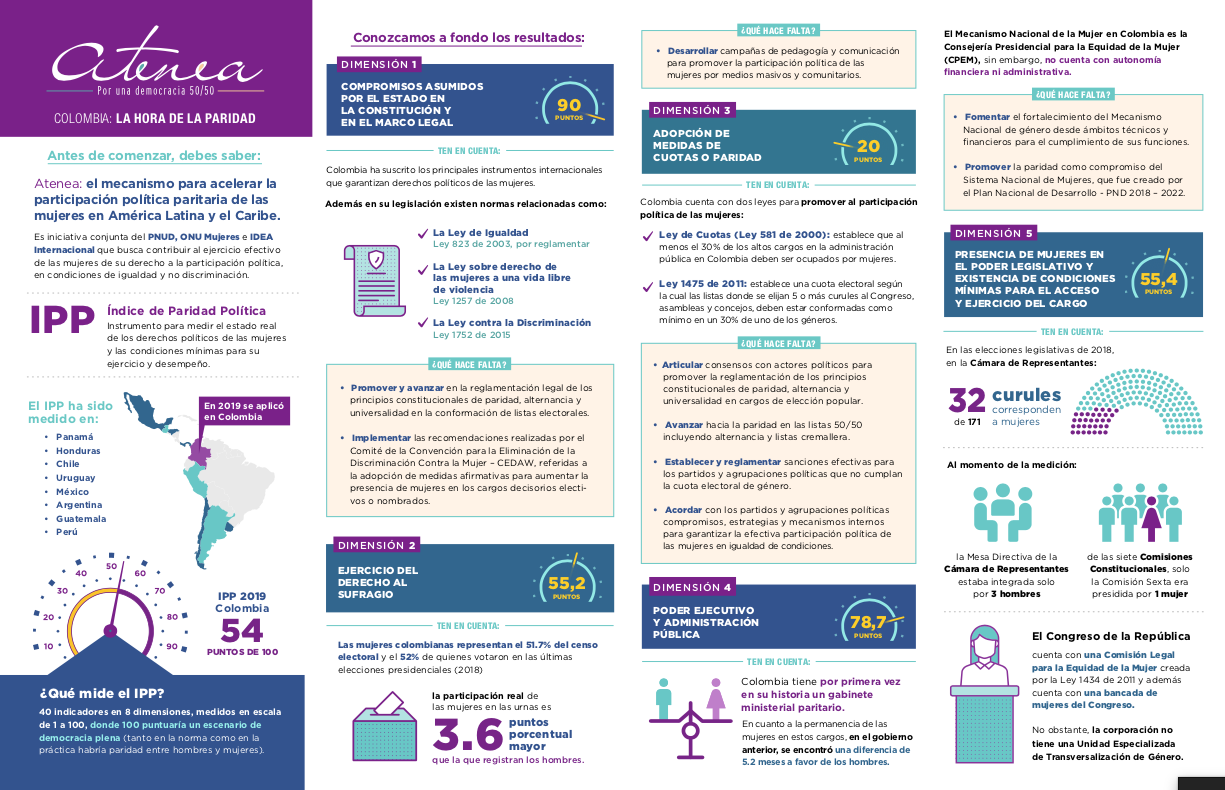 atenea
Por una democracia 50/50
COLOMBIA: LA HORA DE LA PARIDAD
Antes de comenzar, debes saber:
Atenea: el mecanismo para acelerar la
participación política paritaria de las
mujeres en América Latina y el Caribe.
Es iniciativa conjunta del PNUD, ONU Mujeres e IDEA
Internacional que busca contribuir al ejercicio efectivo
de las mujeres de su derecho a la participación política,
en condiciones de igualdad y no discriminación.
IPP
Índice de Paridad Política
Instrumento para medir el estado real
de los derechos políticos de las mujeres
y las condiciones mínimas para su
ejercicio y desempeño.
El IPP ha sido
medido en:
• Panamá
• Honduras
• Chile
• Uruguay
• México
• Argentina
• Guatemala
• Perú
En 2019 se aplicó
en Colombia
10
20
30
40
50
60
70
80
90
IPP 2019
Colombia
54
PUNTOS DE 100
¿Qué mide el IPP?
40 indicadores en 8 dimensiones, medidos en escala
de 1 a 100, donde 100 puntuaría un escenario de
democracia plena (tanto en la norma como en la
práctica habría paridad entre hombres y mujeres).
Conozcamos a fondo los resultados:
DIMENSIÓN 1
COMPROMISOS ASUMIDOS
POR EL ESTADO EN
LA CONSTITUCIÓN Y
EN EL MARCO LEGAL
90
PUNTOS
TEN EN CUENTA:
Colombia ha suscrito los principales instrumentos internacionales
que garantizan derechos políticos de las mujeres.
Además en su legislación existen normas relacionadas como:
La Ley de Igualdad
Ley 823 de 2003, por reglamentar
La Ley sobre derecho de
las mujeres a una vida libre
de violencia
Ley 1257 de 2008
La Ley contra la Discriminación
Ley 1752 de 2015
¿QUÉ HACE FALTA?
• Promover y avanzar en la reglamentación legal de los
principios constitucionales de paridad, alternancia y
universalidad en la conformación de listas electorales.
• Implementar las recomendaciones realizadas por el
Comité de la Convención para la Eliminación de la
Discriminación Contra la Mujer – CEDAW, referidas a
la adopción de medidas afirmativas para aumentar la
presencia de mujeres en los cargos decisorios electi-
vos o nombrados.
DIMENSIÓN 2
EJERCICIO DEL
DERECHO AL
SUFRAGIO
55,2
PUNTOS
TEN EN CUENTA:
Las mujeres colombianas representan el 51.7% del censo
electoral y el 52% de quienes votaron en las últimas
elecciones presidenciales (2018)
la participación real de
las mujeres en las urnas es
3.6 puntos
porcentual
mayor
que la que registran los hombres.
¿QUÉ HACE FALTA?
• Desarrollar campañas de pedagogía y comunicación
para promover la participación política de las
mujeres por medios masivos y comunitarios.
DIMENSIÓN 3
ADOPCIÓN DE
MEDIDAS DE
CUOTAS O PARIDAD
20
PUNTOS
TEN EN CUENTA:
Colombia cuenta con dos leyes para promover al participación
política de las mujeres:
Ley de Cuotas (Ley 581 de 2000): establece que al
menos el 30% de los altos cargos en la administración
pública en Colombia deben ser ocupados por mujeres.
Ley 1475 de 2011: establece una cuota electoral según
la cual las listas donde se elijan 5 o más curules al Congreso,
asambleas y concejos, deben estar conformadas como
mínimo en un 30% de uno de los géneros.
¿QUÉ HACE FALTA?
• Articular consensos con actores políticos para
promover la reglamentación de los principios
constitucionales de paridad, alternancia y
universalidad en cargos de elección popular.
• Avanzar hacia la paridad en las listas 50/50
incluyendo alternancia y listas cremallera.
• Establecer y reglamentar sanciones efectivas para
los partidos y agrupaciones políticas que no cumplan
la cuota electoral de género.
• Acordar con los partidos y agrupaciones políticas
compromisos, estrategias y mecanismos internos
para garantizar la efectiva participación política de
las mujeres en igualdad de condiciones.
DIMENSIÓN 4
PODER EJECUTIVO
Y ADMINISTRACIÓN
PÚBLICA
78,7
PUNTOS
TEN EN CUENTA:
Colombia tiene por primera vez
en su historia un gabinete
ministerial paritario.
En cuanto a la permanencia de las
mujeres en estos cargos, en el gobierno
anterior, se encontró una diferencia de
5.2 meses a favor de los hombres.
El Mecanismo Nacional de la Mujer en Colombia es la
Consejería Presidencial para la Equidad de la Mujer
(CPEM), sin embargo, no cuenta con autonomía
financiera ni administrativa.
¿QUÉ HACE FALTA?
• Fomentar el fortalecimiento del Mecanismo
Nacional de género desde ámbitos técnicos y
financieros para el cumplimiento de sus funciones.
• Promover la paridad como compromiso del
Sistema Nacional de Mujeres, que fue creado por
el Plan Nacional de Desarrollo - PND 2018 – 2022.
DIMENSIÓN 5
PRESENCIA DE MUJERES EN
EL PODER LEGISLATIVO Y
EXISTENCIA DE CONDICIONES
MÍNIMAS PARA EL ACCESO
Y EJERCICIO DEL CARGO
55,4
PUNTOS
TEN EN CUENTA:
En las elecciones legislativas de 2018,
en la Cámara de Representantes:
32 curules
de 171
corresponden
a mujeres
Al momento de la medición:
la Mesa Directiva de la
Cámara de Representantes
estaba integrada solo
por 3 hombres
de las siete Comisiones
Constitucionales, solo
la Comisión Sexta era
presidida por 1 mujer
El Congreso de la República
cuenta con una Comisión Legal
para la Equidad de la Mujer creada
por la Ley 1434 de 2011 y además
cuenta con una bancada de
mujeres del Congreso.
No obstante, la corporación no
tiene una Unidad Especializada
de Transversalización de Género.